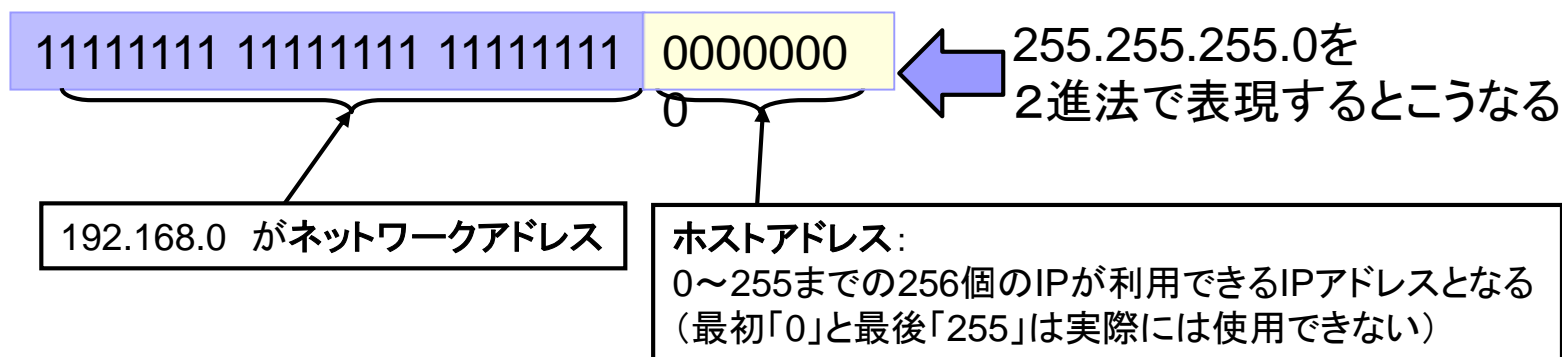 11111111 11111111 11111111 0000000
0
255.255.255.0を
２進法で表現するとこうなる
192.168.0 がネットワークアドレス
ホストアドレス：
0～255までの256個のIPが利用できるIPアドレスとなる
（最初「0」と最後「255」は実際には使用できない）